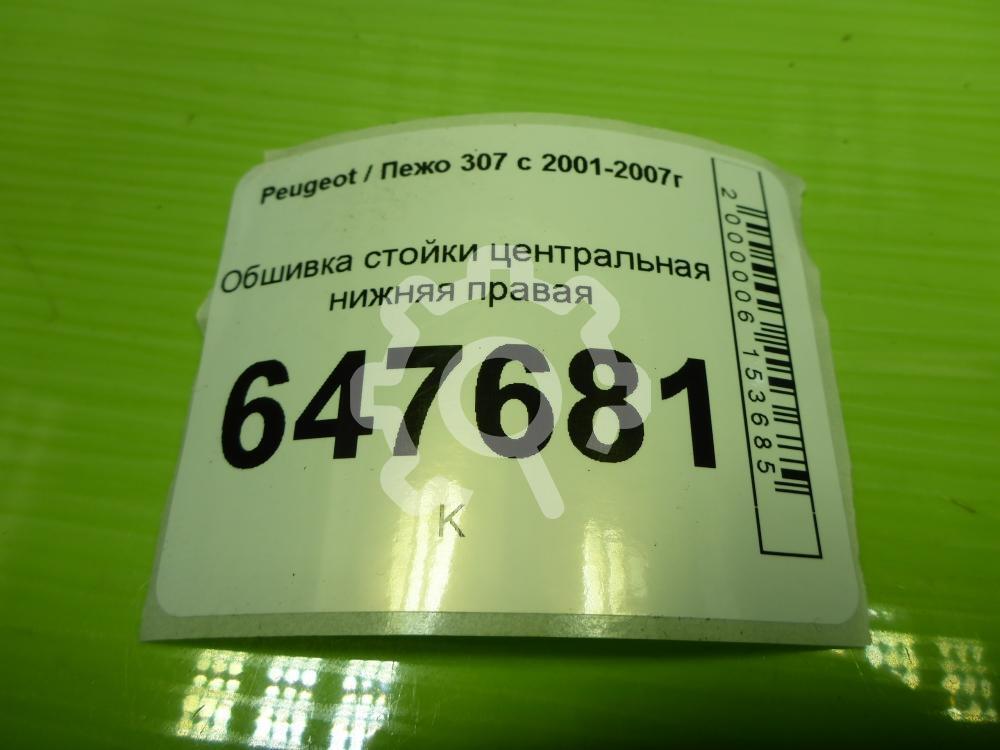 Peugeot / Пежо 307 с 2001-2007г
Обшивка стойки центральная
нижняя правая
647681
К
2000006153685